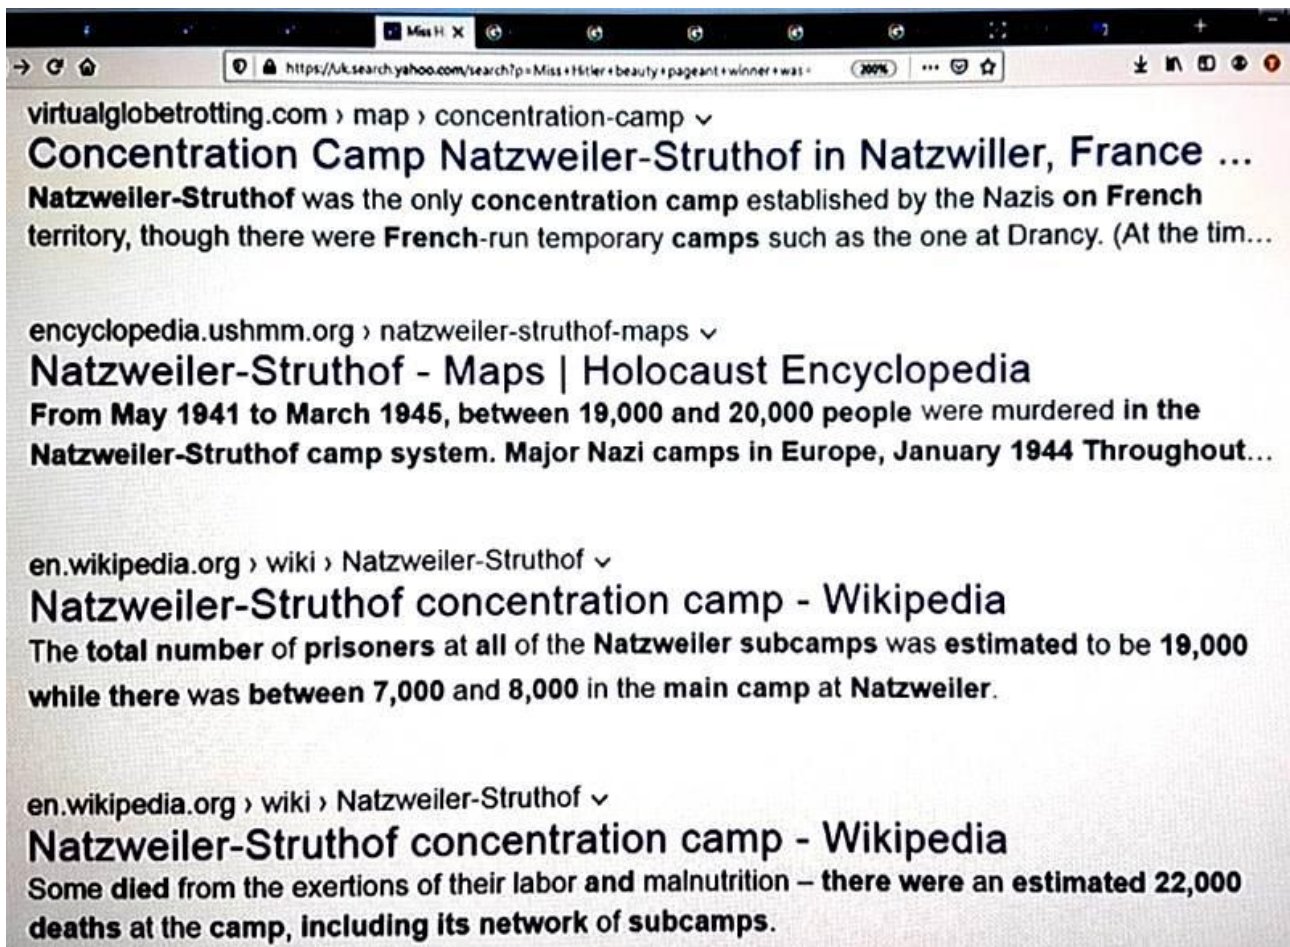 Miss H
https://uk.search.yahoo.com/search?p=Miss+Hitler+beauty+pageant+winner+was- 200%
virtualglobetrotting.com › map › concentration-camp
Concentration Camp Natzweiler-Struthof in Natzwiller, France ...
Natzweiler-Struthof was the only concentration camp established by the Nazis on French
territory, though there were French-run temporary camps such as the one at Drancy. (At the tim...
encyclopedia.ushmm.org › natzweiler-struthof-maps
Natzweiler-Struthof - Maps | Holocaust Encyclopedia
From May 1941 to March 1945, between 19,000 and 20,000 people were murdered in the
Natzweiler-Struthof camp system. Major Nazi camps in Europe, January 1944 Throughout...
en.wikipedia.org › wiki › Natzweiler-Struthof
Natzweiler-Struthof concentration camp - Wikipedia
The total number of prisoners at all of the Natzweiler subcamps was estimated to be 19,000
while there was between 7,000 and 8,000 in the main camp at Natzweiler.
en.wikipedia.org › wiki › Natzweiler-Struthof
Natzweiler-Struthof concentration camp - Wikipedia
Some died from the exertions of their labor and malnutrition – there were an estimated 22,000
deaths at the camp, including its network of subcamps.